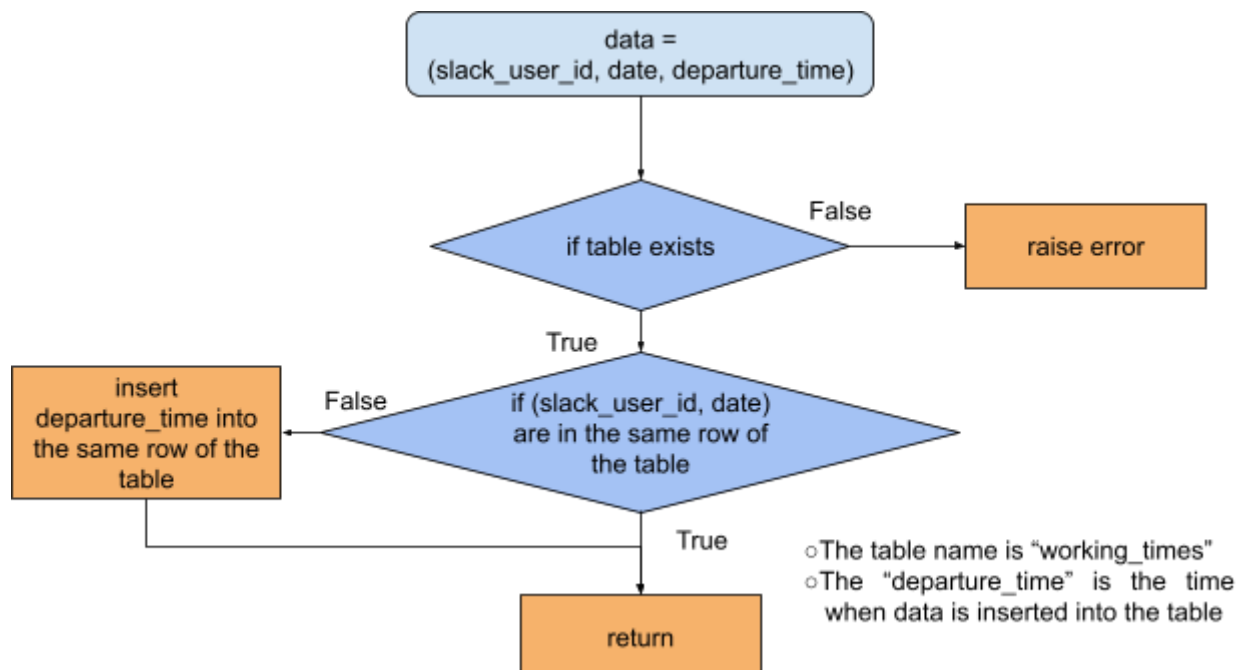 data =
(slack_user_id, date, departure_time)
if table exists
False
raise error
True
if (slack_user_id, date)
are in the same row of
the table
False
insert
departure_time into
the same row of the
table
True
return
○The table name is “working_times”
○The “departure_time” is the time
when data is inserted into the table